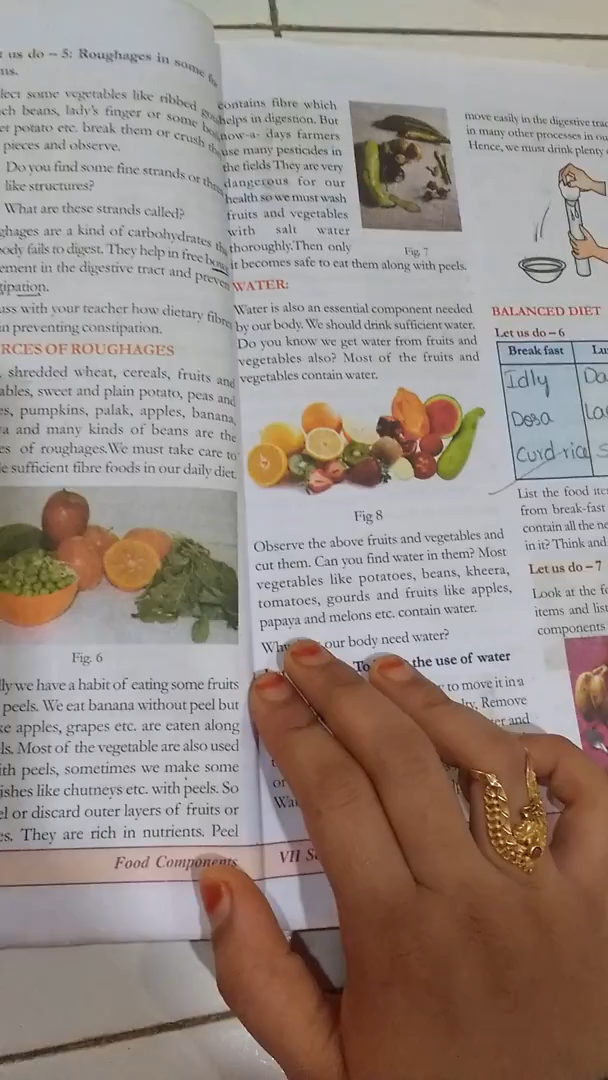 us do – 5: Roughages in some
lect some vegetables like ribbed
ch beans, lady's finger or some
et potato etc. break them or crush
pieces and observe.
Do you find some fine strands or
like structures?
What are these strands called?
ghages are a kind of carbohydrates
body fails to digest. They help in free
ement in the digestive tract and
tipation.
uss with your teacher how dietary
in preventing constipation.
RCES OF ROUGHAGES
shredded wheat, cereals, fruits and
ables, sweet and plain potato, peas and
es, pumpkins, palak, apples, banana,
a and many kinds of beans are the
es of roughages.We must take care to
e sufficient fibre foods in our daily diet.
Fig. 6
lly we have a habit of eating some fruits
peels. We eat banana without peel but
ke apples, grapes etc. are eaten along
ls. Most of the vegetable are also used
ith peels, sometimes we make some
ishes like chutneys etc. with peels. So
el or discard outer layers of fruits or
es. They are rich in nutrients. Peel
Food Components
contains fibre which
helps in digestion. But
now-a- days farmers
use many pesticides in
the fields They are very
dangerous for our
health so we must wash
fruits and vegetables
with salt water
thoroughly.Then only
it becomes safe to eat them along with peels.
Fig. 7
WATER:
Water is also an essential component needed
by our body. We should drink sufficient water.
Do you know we get water from fruits and
vegetables also? Most of the fruits and
vegetables contain water.
Fig 8
Observe the above fruits and vegetables and
cut them. Can you find water in them? Most
vegetables like potatoes, beans, kheera,
tomatoes, gourds and fruits like apples,
papaya and melons etc. contain water.
our body need water?
the use of water
to move it in a
Remove
and
VII
move easily in the digestive
in many other processes in
Hence, we must drink plenty
BALANCED DIET
Let us do – 6
Break fast
Idly
Dosa
Curd rice
List the food
from break-fast
contain all the
in it? Think and
Let us do – 7
Look at the
items and list
components